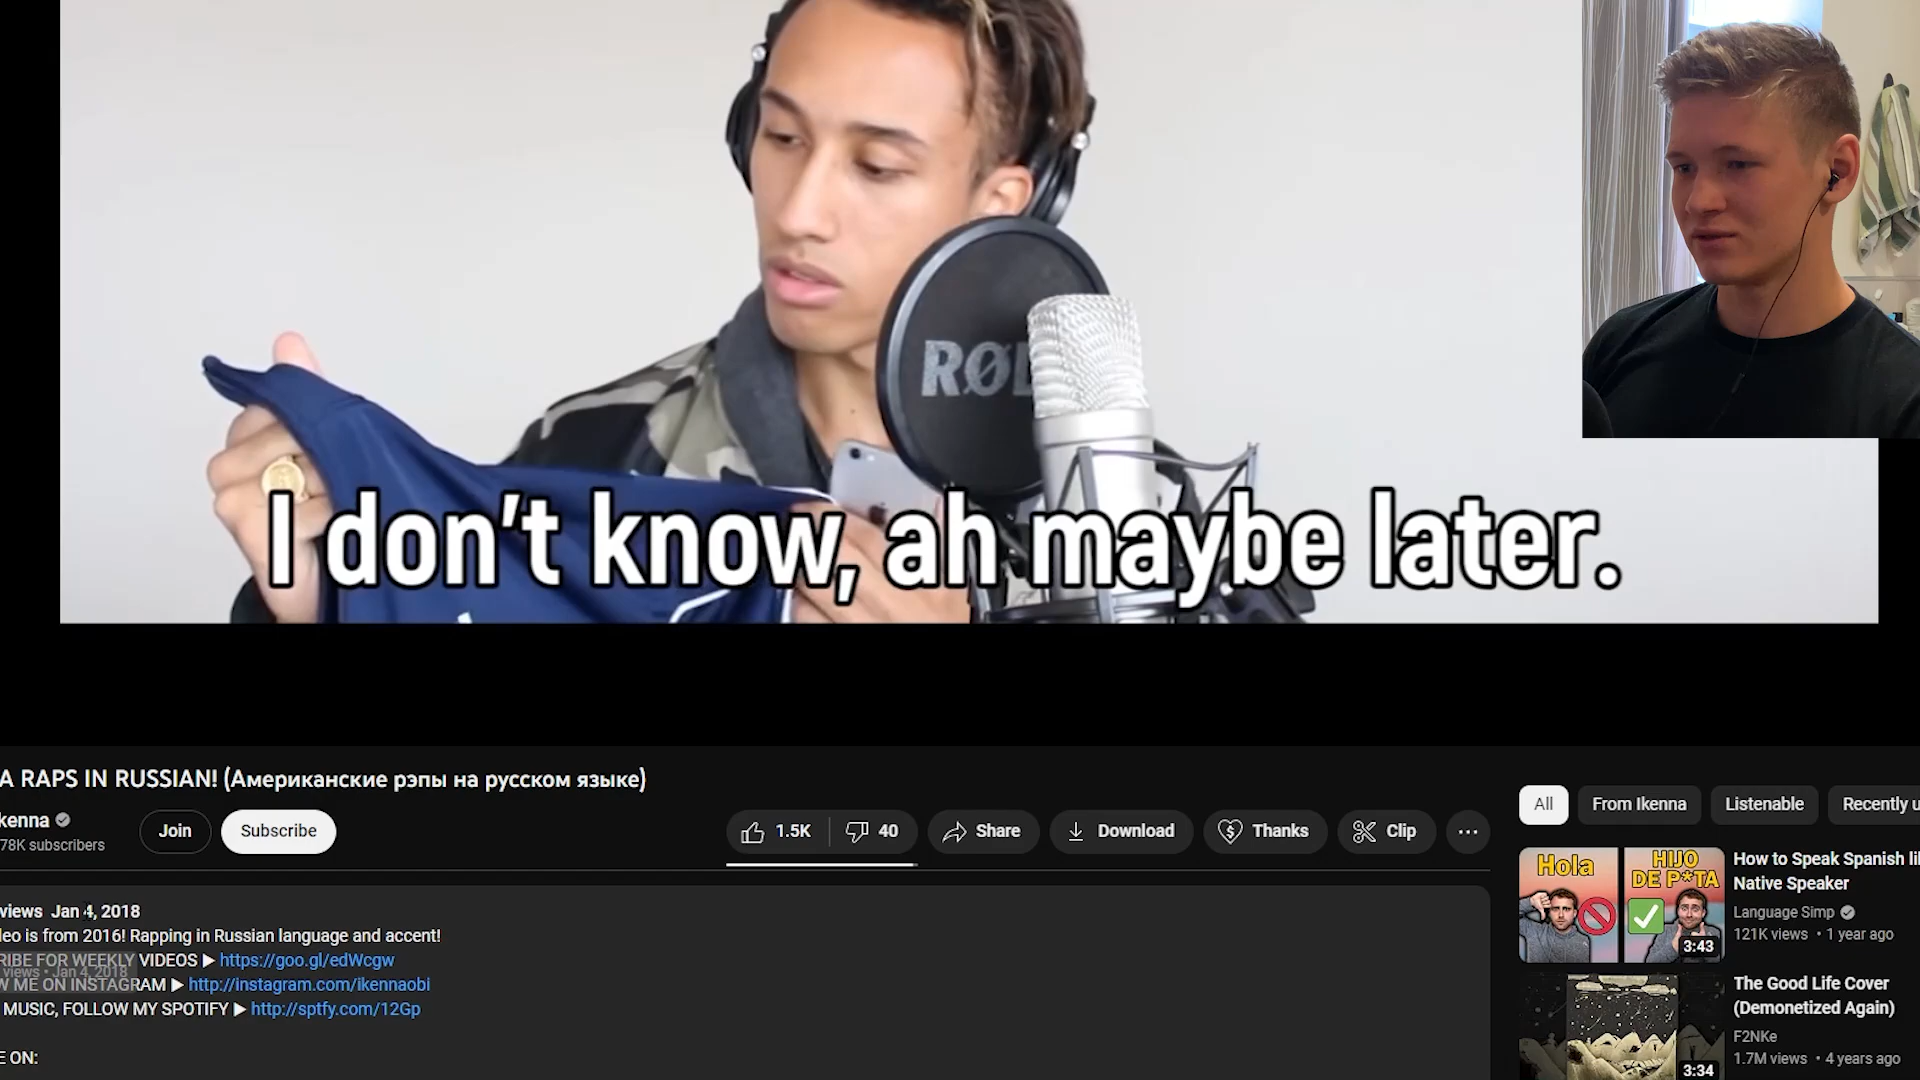 RØD
I don't know, ah maybe later.
A RAPS IN RUSSIAN! (Американские рэпы на русском языке)
kenna
78K subscribers
Join
Subscribe
1.5K
40
Share
Download
Thanks
Clip
...
views Jan 4, 2018
views • Jan 4, 2018
leo is from 2016! Rapping in Russian language and accent!
RIBE FOR WEEKLY VIDEOS ▶ https://goo.gl/edWcgw
W ME ON INSTAGRAM ▶ http://instagram.com/ikennaobi
MUSIC, FOLLOW MY SPOTIFY ▶ http://sptfy.com/12Gp
E ON:
All
From Ikenna
Listenable
Recently u
Hola
HIJO
DE P*TA
3:43
How to Speak Spanish li
Native Speaker
Language Simp
121K views • 1 year ago
3:34
The Good Life Cover
(Demonetized Again)
F2NKe
1.7M views • 4 years ago